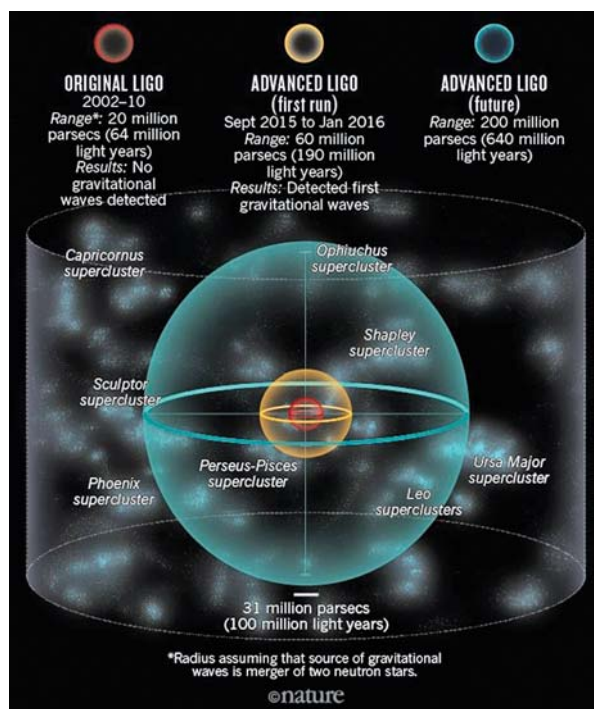 ORIGINAL LIGO
2002–10
Range*: 20 million
parsecs (64 million
light years)
Results: No
gravitational
waves detected
ADVANCED LIGO
(first run)
Sept 2015 to Jan 2016
Range: 60 million
parsecs (190 million
light years)
Results: Detected first
gravitational waves
ADVANCED LIGO
(future)
Range: 200 million
parsecs (640 million
light years)
Capricornus
supercluster
Ophiuchus
supercluster
Shapley
supercluster
Sculptor
supercluster
Perseus-Pisces
supercluster
Ursa Major
supercluster
Phoenix
supercluster
Leo
superclusters
31 million parsecs
(100 million light years)
*Radius assuming that source of gravitational
waves is merger of two neutron stars.
©nature